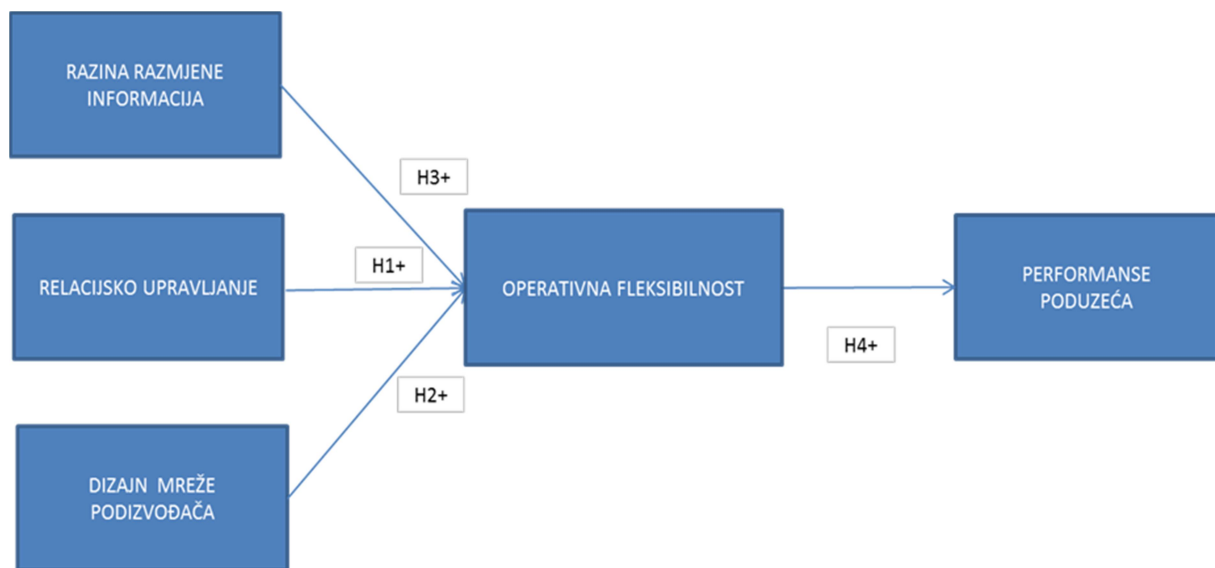 RAZINA RAZMJENE
INFORMACIJA
H3+
RELACIJSKO UPRAVLJANJE
H1+
OPERATIVNA FLEKSIBILNOST
PERFORMANSE
PODUZEĆA
H4+
H2+
DIZAJN MREŽE
PODIZVOĐAČA